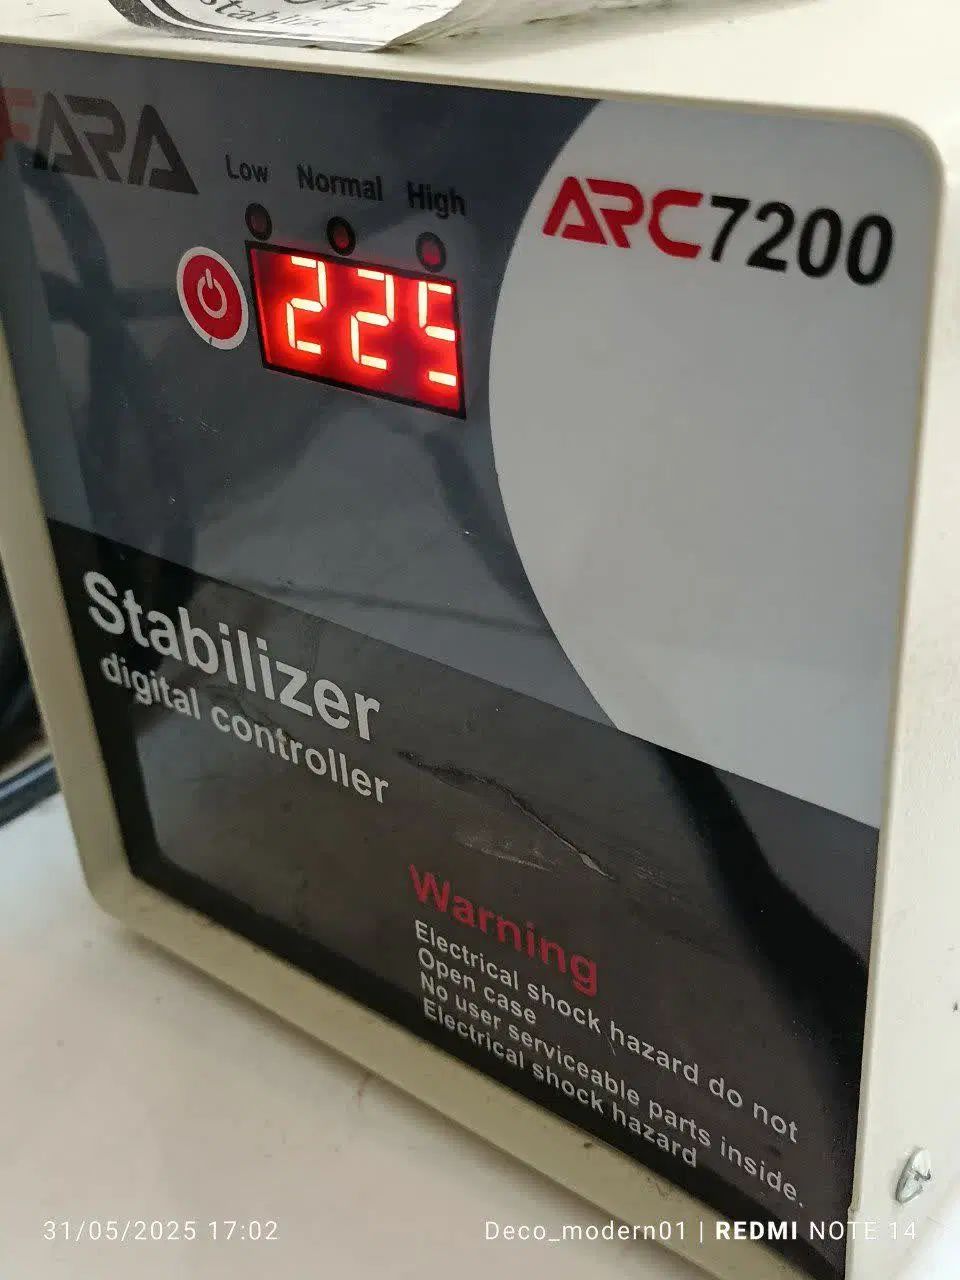 stabiliz
FARA
Low Normal High
ARC7200
225
Stabilizer
digital controller
Warning
Electrical shock hazard do not
Open case
No user serviceable parts inside.
Electrical shock hazard
31/05/2025 17:02
Deco_modern01 | REDMI NOTE 14